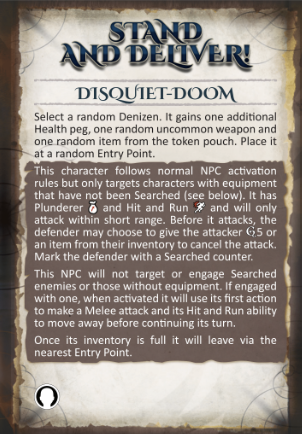 STAND
AND DELIVER!
DISQUIET-DOOM
Select a random Denizen. It gains one additional
Health peg, one random uncommon weapon and
one random item from the token pouch. Place it
at a random Entry Point.
This character follows normal NPC activation
rules but only targets characters with equipment
that have not been Searched (see below). It has
Plunderer and Hit and Run and will only
attack within short range. Before it attacks, the
defender may choose to give the attacker 5 or
an item from their inventory to cancel the attack.
Mark the defender with a Searched counter.
This NPC will not target or engage Searched
enemies or those without equipment. If engaged
with one, when activated it will use its first action
to make a Melee attack and its Hit and Run ability
to move away before continuing its turn.
Once its inventory is full it will leave via the
nearest Entry Point.